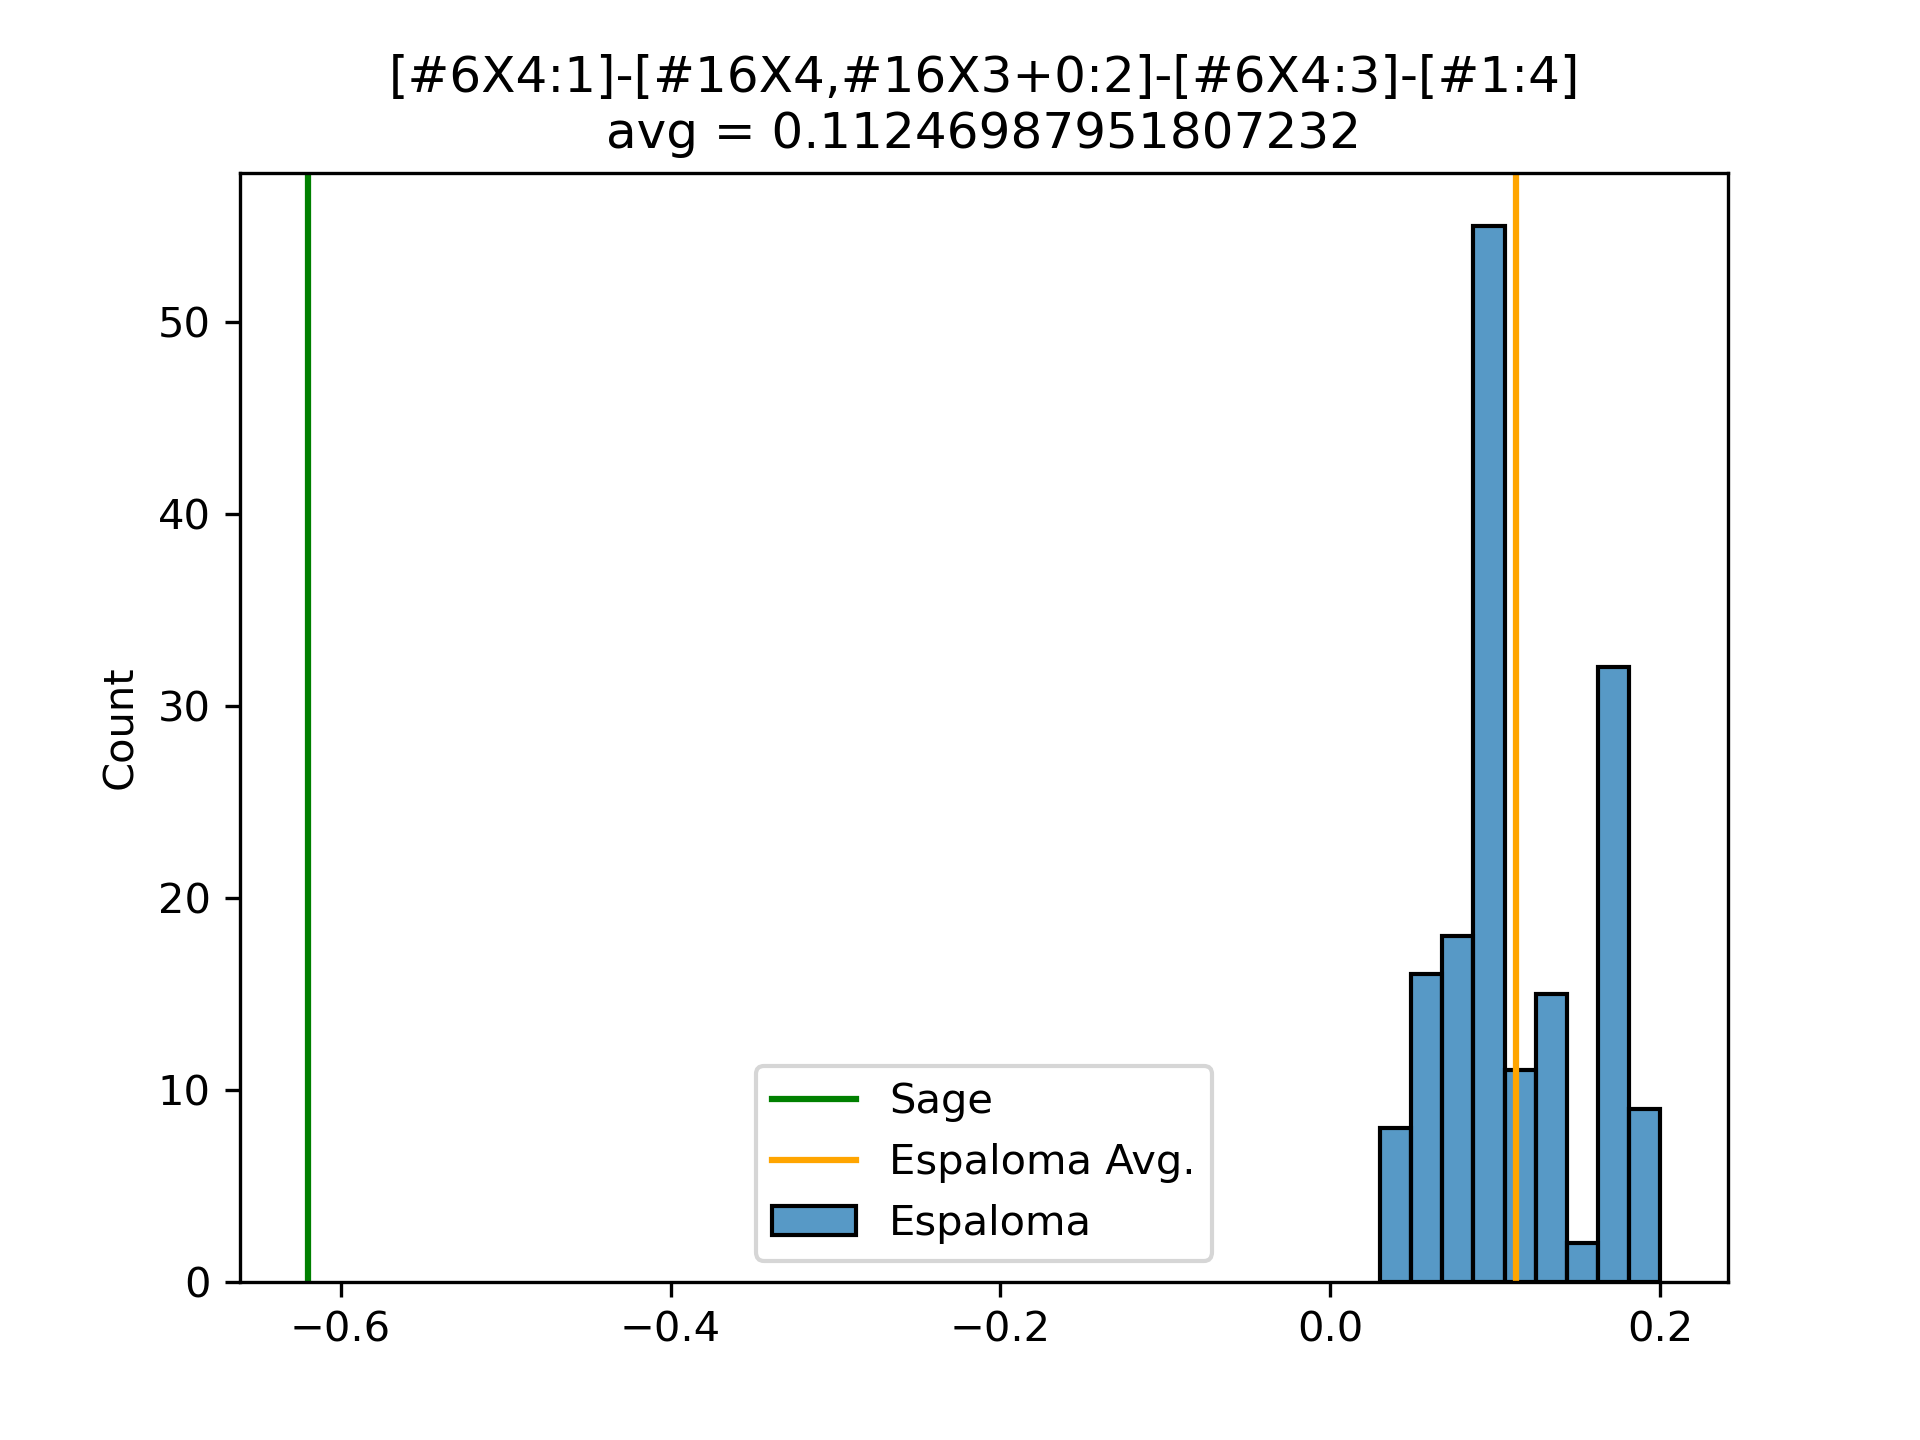 [#6X4:1]-[#16X4,#16X3+0:2]-[#6X4:3]-[#1:4]
avg = 0.11246987951807232
Count
50
40
30
20
10
0
Sage
Espaloma Avg.
Espaloma
−0.6 −0.4 −0.2 0.0 0.2